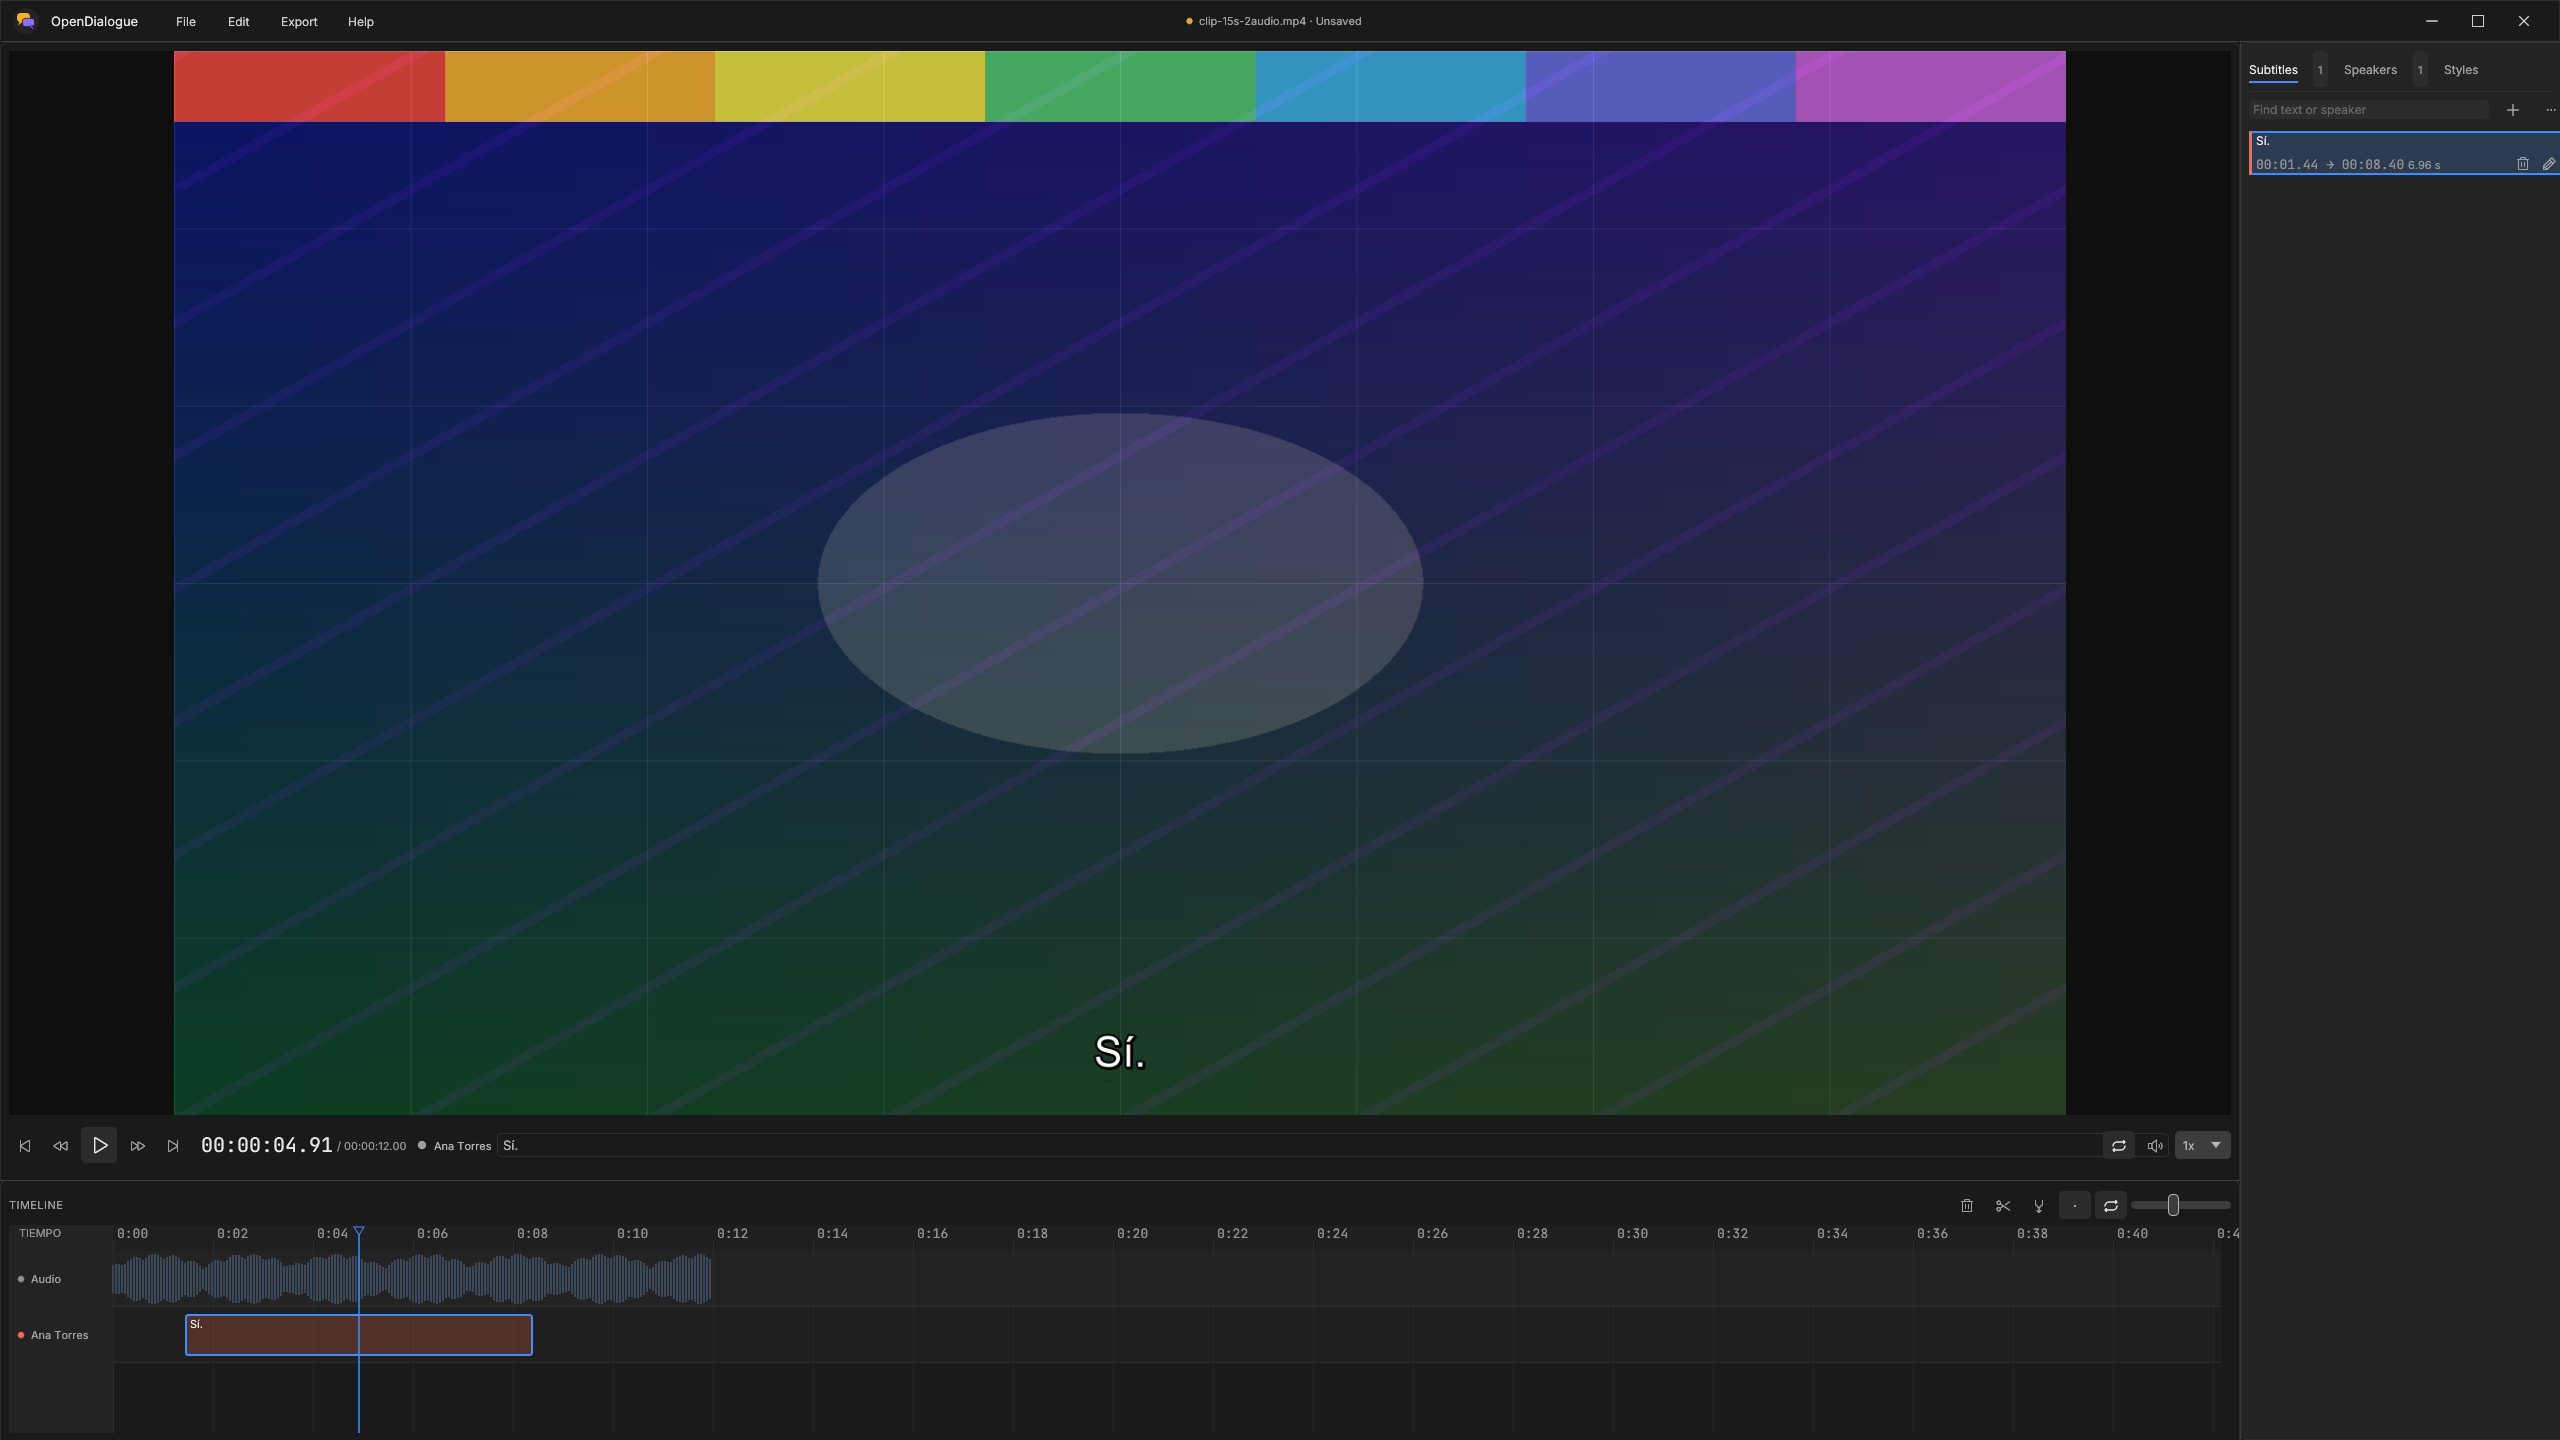 OpenDialogue File Edit Export Help clip-15s-2audio.mp4 · Unsaved
Subtitles 1 Speakers 1 Styles
Find text or speaker
Sí.
00:01.44 → 00:08.40 6.96 s
Sí.
00:00:04.91 / 00:00:12.00 Ana Torres Sí. 1x
TIMELINE
TIEMPO 0:00 0:02 0:04 0:06 0:08 0:10 0:12 0:14 0:16 0:18 0:20 0:22 0:24 0:26 0:28 0:30 0:32 0:34 0:36 0:38 0:40 0:4
Audio
Ana Torres Sí.